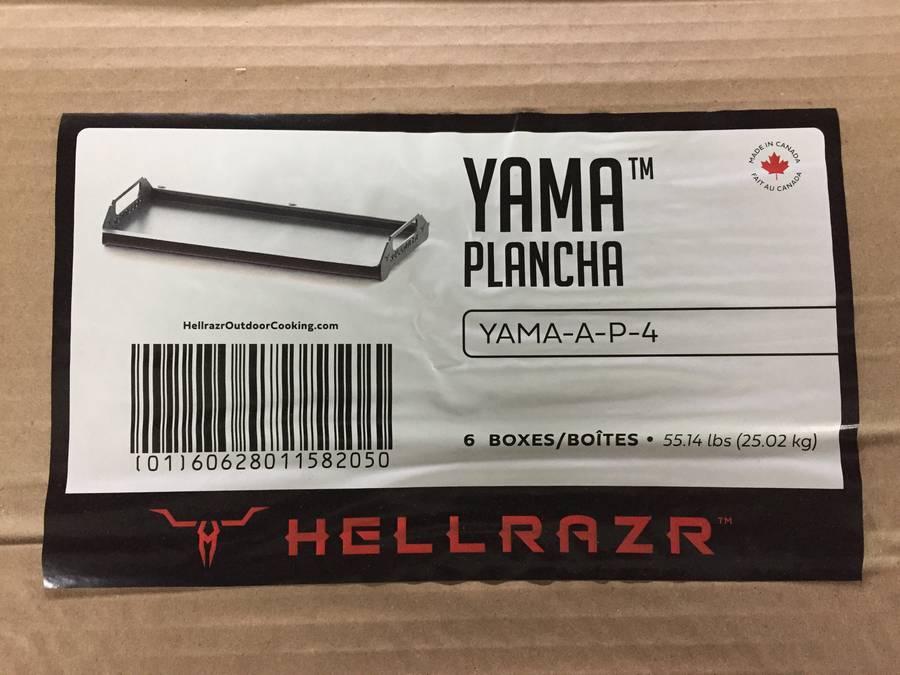 YAMA™
PLANCHA
MADE IN CANADA
FAIT AU CANADA
HELLRAZR
HellrazrOutdoorCooking.com
YAMA-A-P-4
(01)60628011582050
6 BOXES/BOÎTES • 55.14 lbs (25.02 kg)
HELLRAZR™